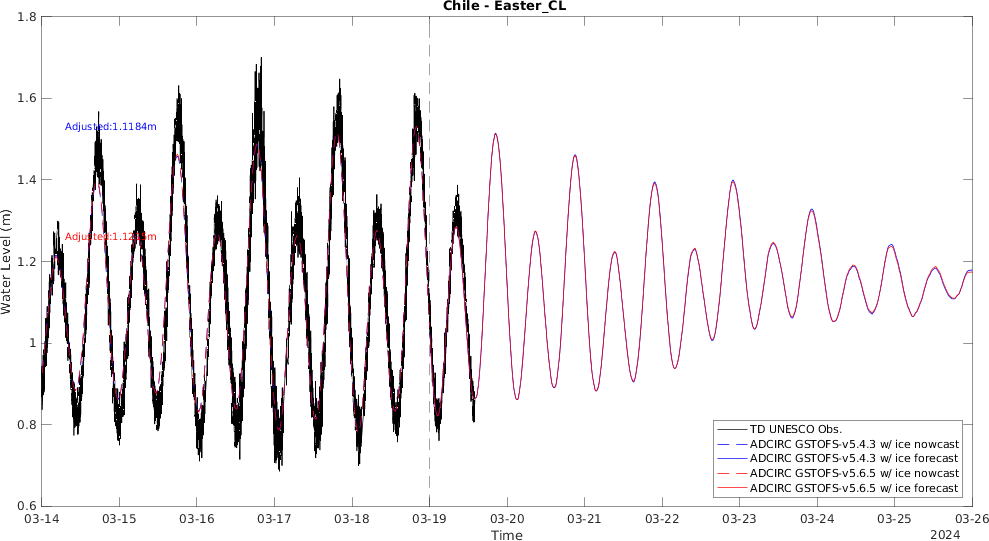 Chile - Easter_CL
Water Level (m)
1.8
1.6
1.4
1.2
1
0.8
0.6
Adjusted:1.1184m
03-14
03-15
03-16
03-17
03-18
03-19
03-20
03-21
03-22
03-23
03-24
03-25
03-26
Time
2024
TD UNESCO Obs.
ADCIRC GSTOFS-v5.4.3 w/ ice nowcast
ADCIRC GSTOFS-v5.4.3 w/ ice forecast
ADCIRC GSTOFS-v5.6.5 w/ ice nowcast
ADCIRC GSTOFS-v5.6.5 w/ ice forecast